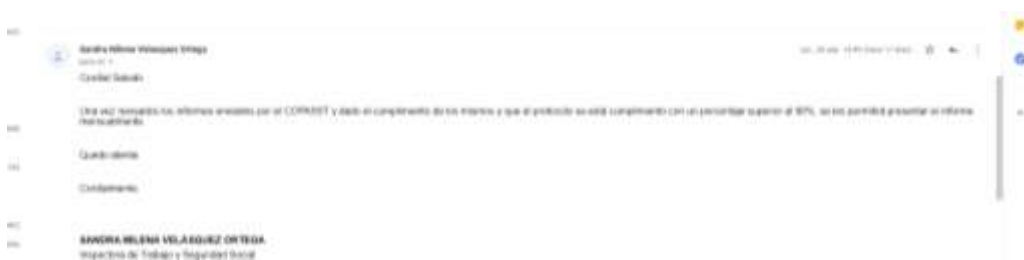 Sandra Milena Velasquez Ortega
Cordial Saludo
Una vez revisados los informes enviados por el COPASST y dado el cumplimiento de los mismos y que el protocolo se está cumpliendo con un porcentaje superior al 90%, se les permitirá presentar el informe
mensualmente.
Quedo atenta
Cordialmente,
SANDRA MILENA VELÁSQUEZ ORTEGA
Inspectora de Trabajo y Seguridad Social